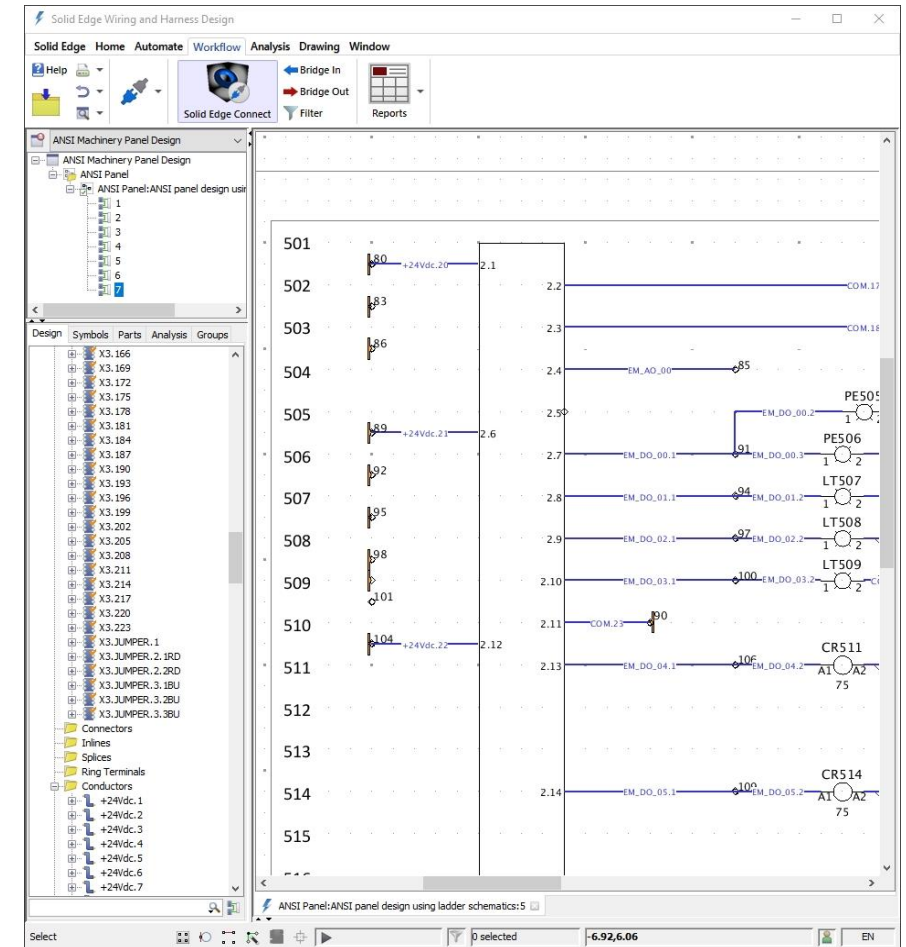 Solid Edge Wiring and Harness Design
Solid Edge Home Automate Workflow Analysis Drawing Window
Help
Solid Edge Connect
Bridge In
Bridge Out
Filter
Reports
ANSI Machinery Panel Design
ANSI Machinery Panel Design
ANSI Panel
ANSI Panel:ANSI panel design usin
1
2
3
4
5
6
7
Design Symbols Parts Analysis Groups
X3.166
X3.169
X3.172
X3.175
X3.178
X3.181
X3.184
X3.187
X3.190
X3.193
X3.196
X3.199
X3.202
X3.205
X3.208
X3.211
X3.214
X3.217
X3.220
X3.223
X3.JUMPER.1
X3.JUMPER.2.1RD
X3.JUMPER.2.2RD
X3.JUMPER.3.1BU
X3.JUMPER.3.2BU
X3.JUMPER.3.3BU
Connectors
Inlines
Splices
Ring Terminals
Conductors
+24Vdc.1
+24Vdc.2
+24Vdc.3
+24Vdc.4
+24Vdc.5
+24Vdc.6
+24Vdc.7
501
80 +24Vdc.20 2.1
502 2.2 COM.17
83
503 2.3 COM.18
86
504 2.4 EM_AO_00 85
PE505
505 2.5 EM_DO_00.2 1
89 +24Vdc.21 2.6
PE506
506 2.7 EM_DO_00.1 91 EM_DO_00.3 1 2
92
LT507
507 2.8 EM_DO_01.1 94 EM_DO_01.2 1 2
95
LT508
508 2.9 EM_DO_02.1 97 EM_DO_02.2 1 2
98
LT509
509 2.10 EM_DO_03.1 100 EM_DO_03.2 1 2
101
510 2.11 COM.23 90
104 +24Vdc.22 2.12
CR511
511 2.13 EM_DO_04.1 106 EM_DO_04.2 A1 A2
75
512
513
CR514
514 2.14 EM_DO_05.1 109 EM_DO_05.2 A1 A2
75
515
ANSI Panel:ANSI panel design using ladder schematics:5
Select 0 selected -6.92,6.06 EN